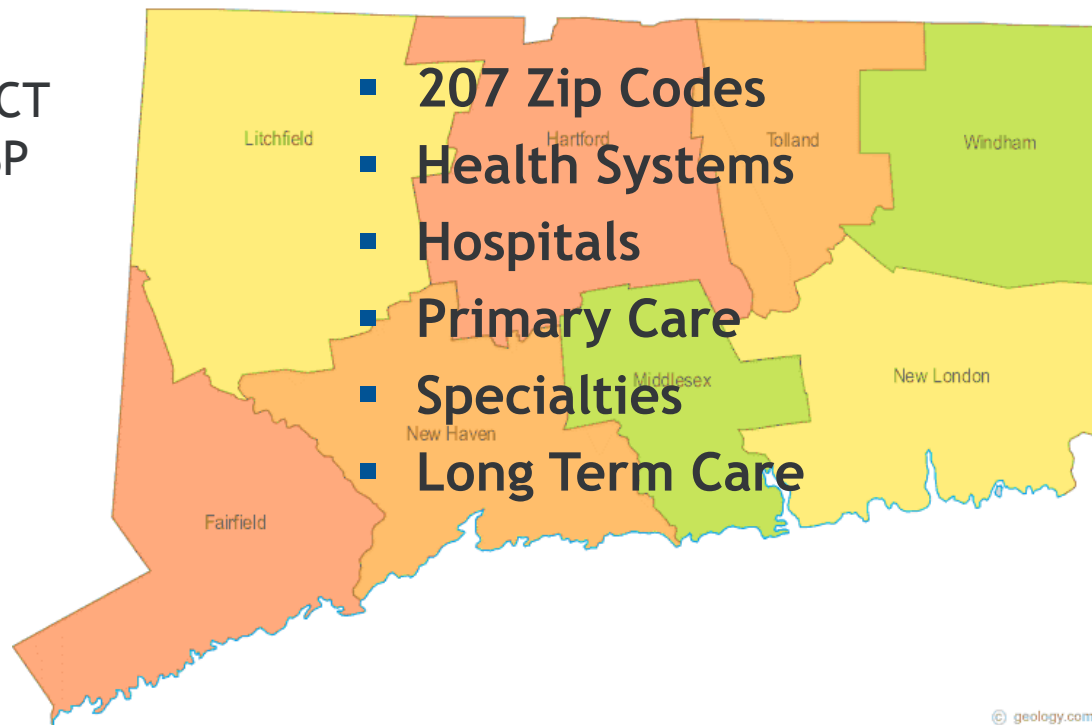 CT
P
▪ 207 Zip Codes
▪ Health Systems
▪ Hospitals
▪ Primary Care
▪ Specialties
▪ Long Term Care
Litchfield
Hartford
Tolland
Windham
Middlesex
New London
New Haven
Fairfield
© geology.com